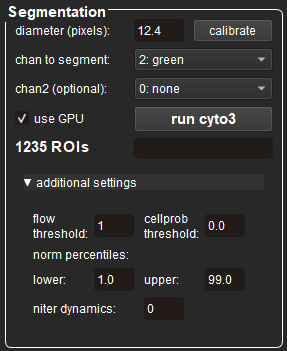 Segmentation
diameter (pixels): 12.4 calibrate
chan to segment: 2: green
chan2 (optional): 0: none
use GPU run cyto3
1235 ROIs
▼ additional settings
flow threshold: 1 cellprob threshold: 0.0
norm percentiles:
lower: 1.0 upper: 99.0
niter dynamics: 0